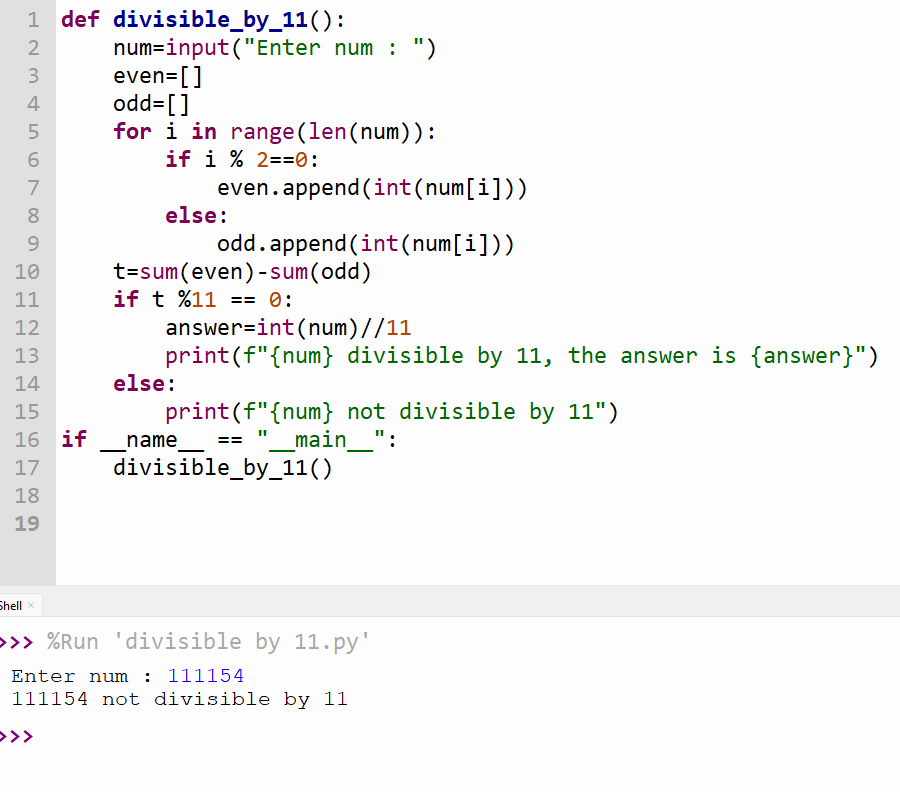 1 def divisible_by_11():
2     num=input("Enter num : ")
3     even=[]
4     odd=[]
5     for i in range(len(num)):
6         if i % 2==0:
7             even.append(int(num[i]))
8         else:
9             odd.append(int(num[i]))
10     t=sum(even)-sum(odd)
11     if t %11 == 0:
12         answer=int(num)//11
13         print(f"{num} divisible by 11, the answer is {answer}")
14     else:
15         print(f"{num} not divisible by 11")
16 if __name__ == "__main__":
17     divisible_by_11()
18
19
Shell ×
>>> %Run 'divisible by 11.py'
Enter num : 111154
111154 not divisible by 11
>>>